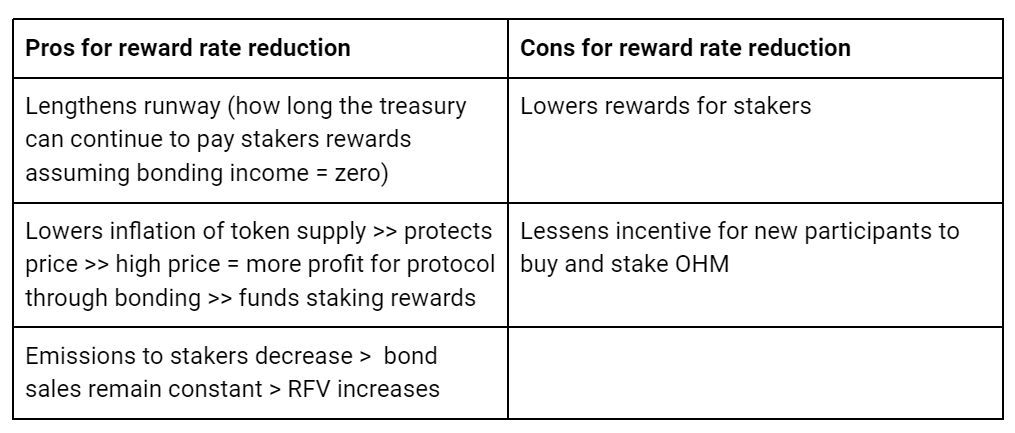 Pros for reward rate reduction
Cons for reward rate reduction
Lengthens runway (how long the treasury
can continue to pay stakers rewards
assuming bonding income = zero)
Lowers rewards for stakers
Lowers inflation of token supply >> protects
price >> high price = more profit for protocol
through bonding >> funds staking rewards
Lessens incentive for new participants to
buy and stake OHM
Emissions to stakers decrease >  bond
sales remain constant > RFV increases